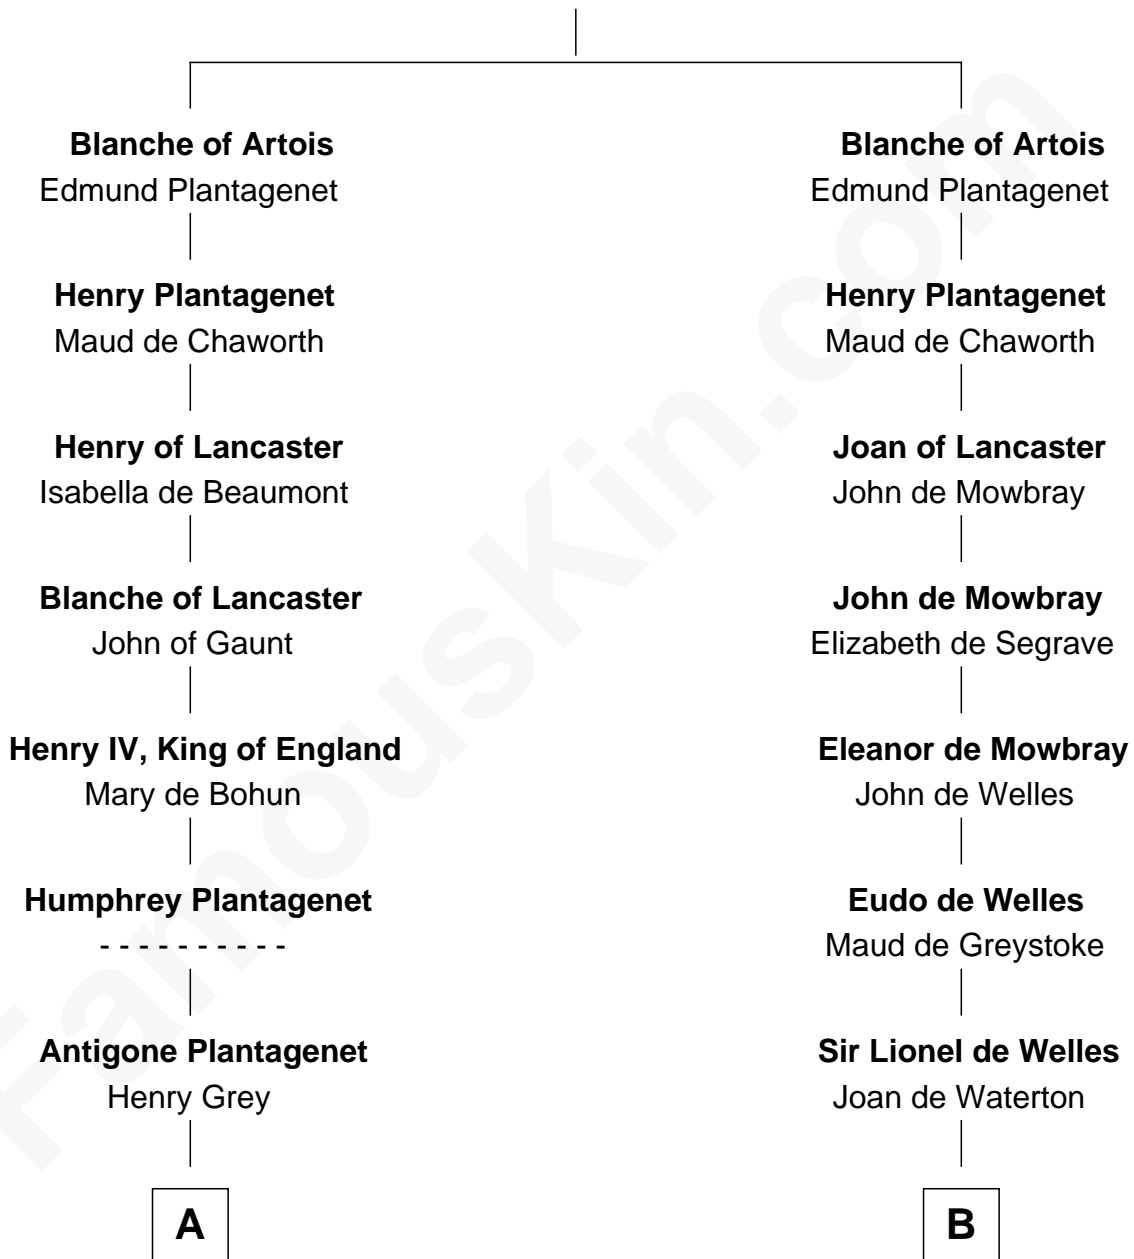 Blanche of Artois
Edmund Plantagenet
Henry Plantagenet
Maud de Chaworth
Henry of Lancaster
Isabella de Beaumont
Blanche of Lancaster
John of Gaunt
Henry IV, King of England
Mary de Bohun
Humphrey Plantagenet
- - - - - - - - - -
Antigone Plantagenet
Henry Grey
A
Blanche of Artois
Edmund Plantagenet
Henry Plantagenet
Maud de Chaworth
Joan of Lancaster
John de Mowbray
John de Mowbray
Elizabeth de Segrave
Eleanor de Mowbray
John de Welles
Eudo de Welles
Maud de Greystoke
Sir Lionel de Welles
Joan de Waterton
B
FamousKin.com